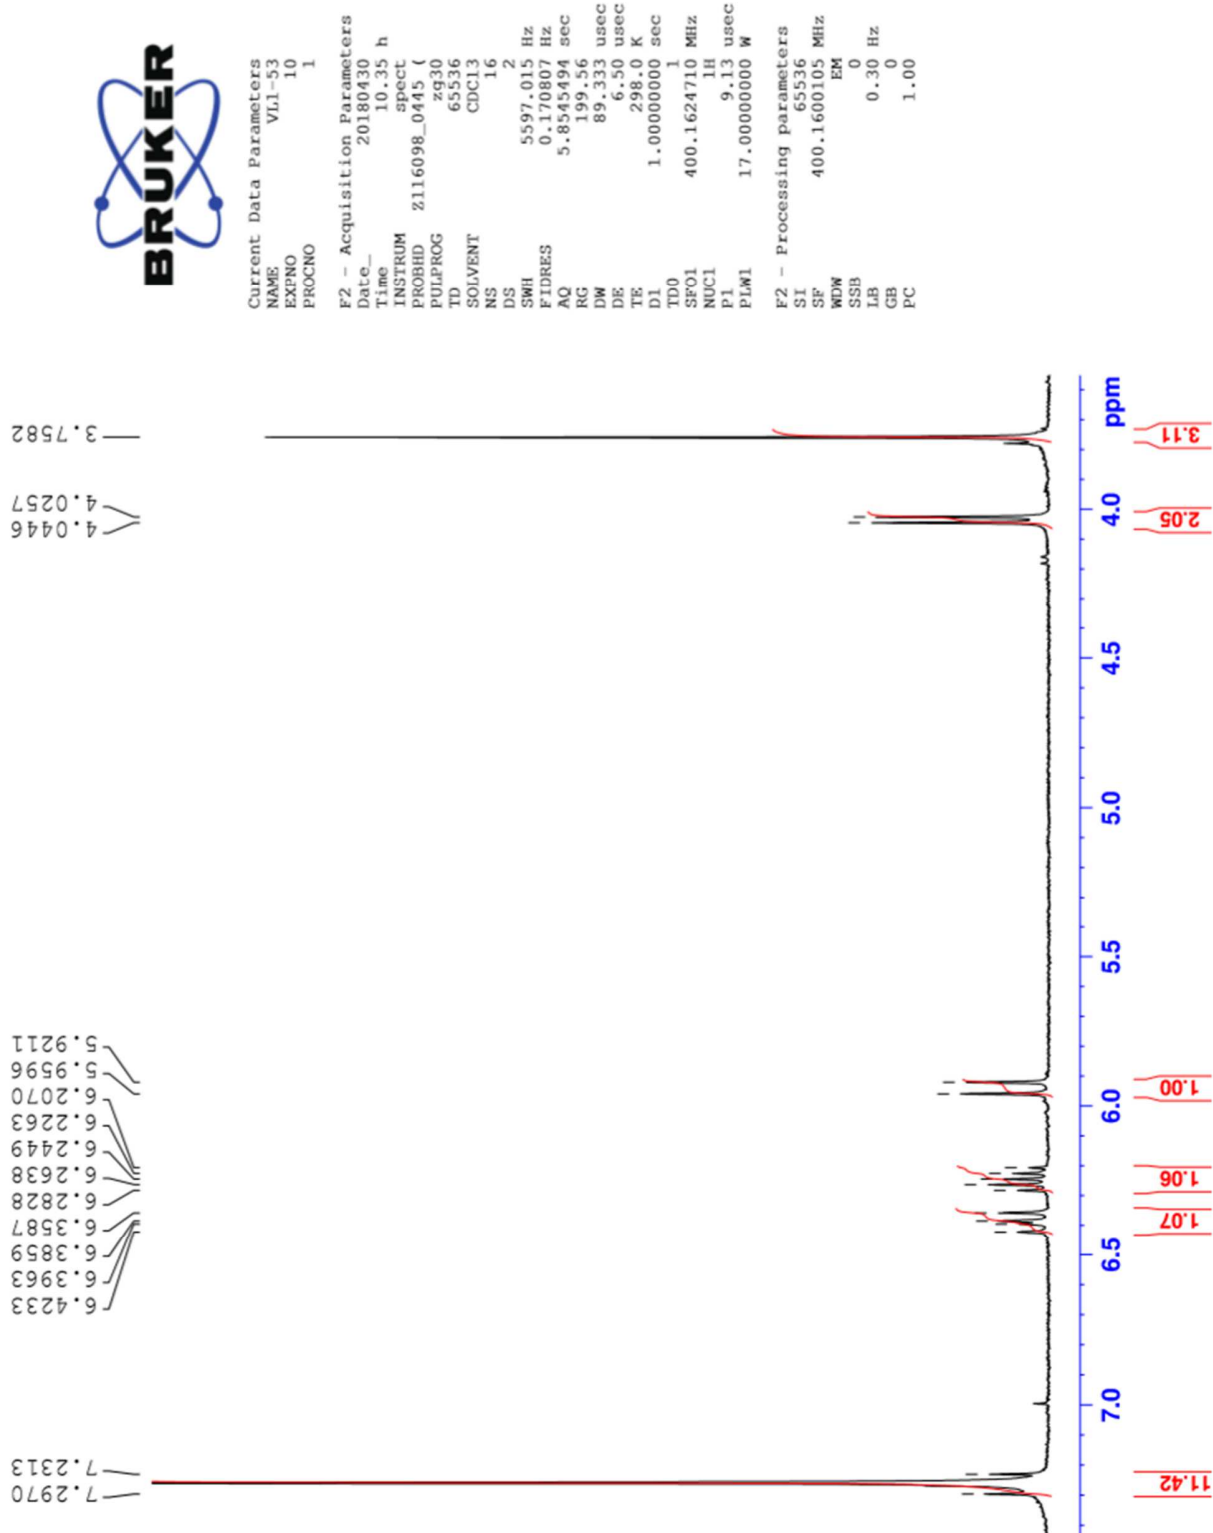 BRUKER
Current Data Parameters
NAME VL1-53
EXPNO 10
PROCNO 1
F2 - Acquisition Parameters
Date_ 20180430
Time 10.35 h
INSTRUM spect
PROBHD Z116098_0445 (
PULPROG zg30
TD 65536
SOLVENT CDCl3
NS 16
DS 2
SWH 5597.015 Hz
FIDRES 0.170807 Hz
AQ 5.8545494 sec
RG 199.56
DW 89.333 usec
DE 6.50 usec
TE 298.0 K
D1 1.00000000 sec
TD0 1
SFO1 400.1624710 MHz
NUC1 1H
P1 9.13 usec
PLW1 17.00000000 W
F2 - Processing parameters
SI 65536
SF 400.1600105 MHz
WDW EM
SSB 0
LB 0.30 Hz
GB 0
PC 1.00
7.2970
7.2313
6.4233
6.3963
6.3859
6.3587
6.2828
6.2638
6.2449
6.2263
6.2070
5.9596
5.9211
4.0446
4.0257
3.7582
7.0 6.5 6.0 5.5 5.0 4.5 4.0 ppm
11.42
1.07
1.06
1.00
2.05
3.11